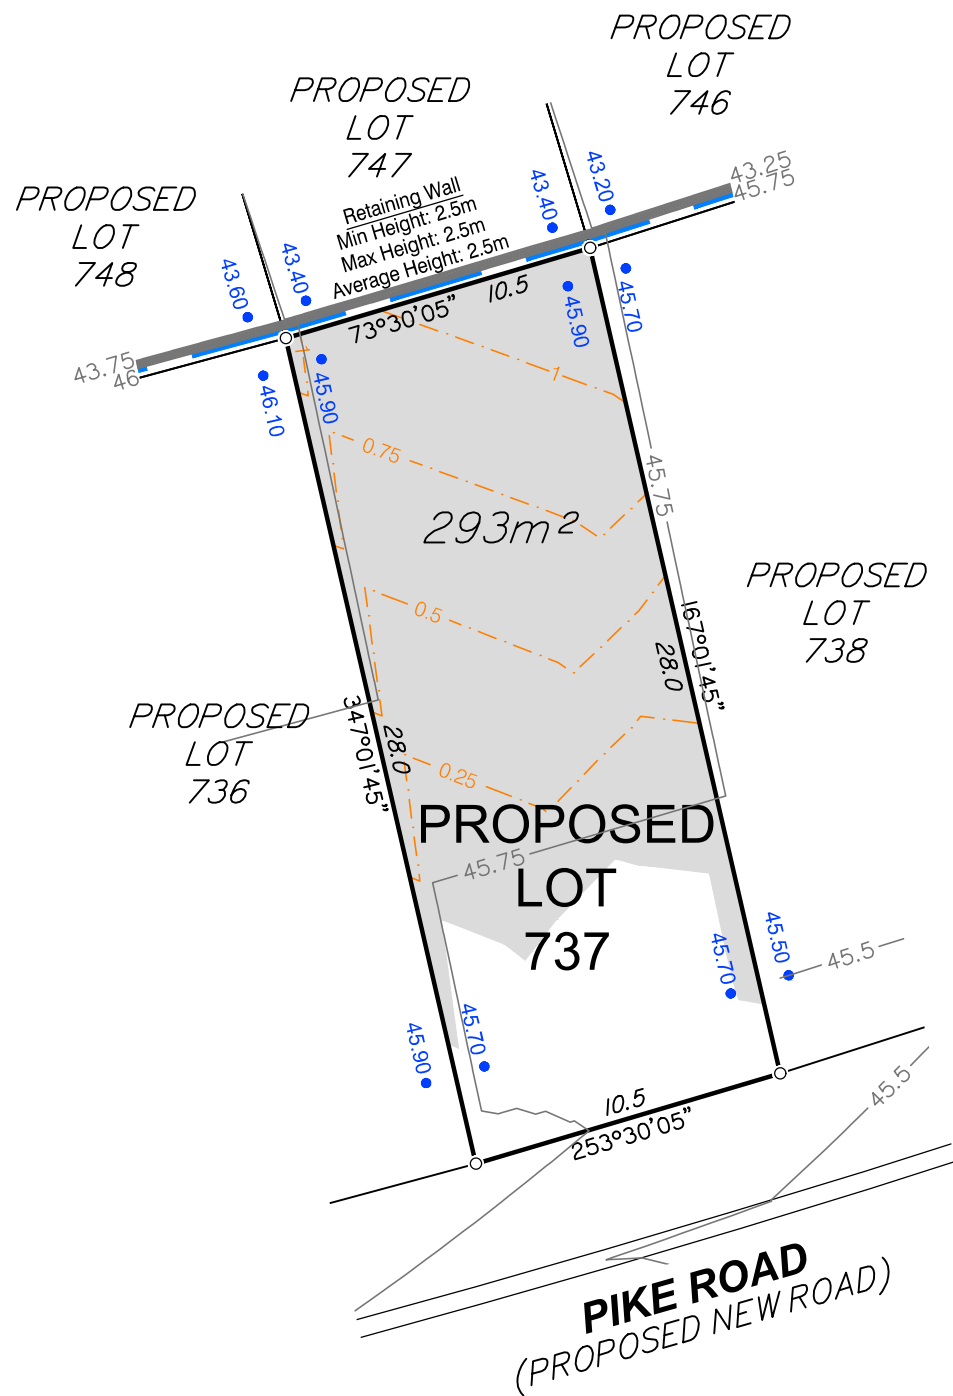 PROPOSED
LOT
746
PROPOSED
LOT
747
PROPOSED
LOT
748
Retaining Wall
Min Height: 2.5m
Max Height: 2.5m
Average Height: 2.5m
43.25
45.75
43.20
43.40
43.40
43.60
43.75
46
46.10
45.90
45.90
45.70
10.5
73°30'05"
1
1
0.75
45.75
293m²
0.5
PROPOSED
LOT
738
167°01'45"
28.0
PROPOSED
LOT
736
347°01'45"
28.0
0.25
PROPOSED
LOT
737
45.75
45.70
45.50
45.5
45.90
45.70
10.5
253°30'05"
45.5
PIKE ROAD
(PROPOSED NEW ROAD)